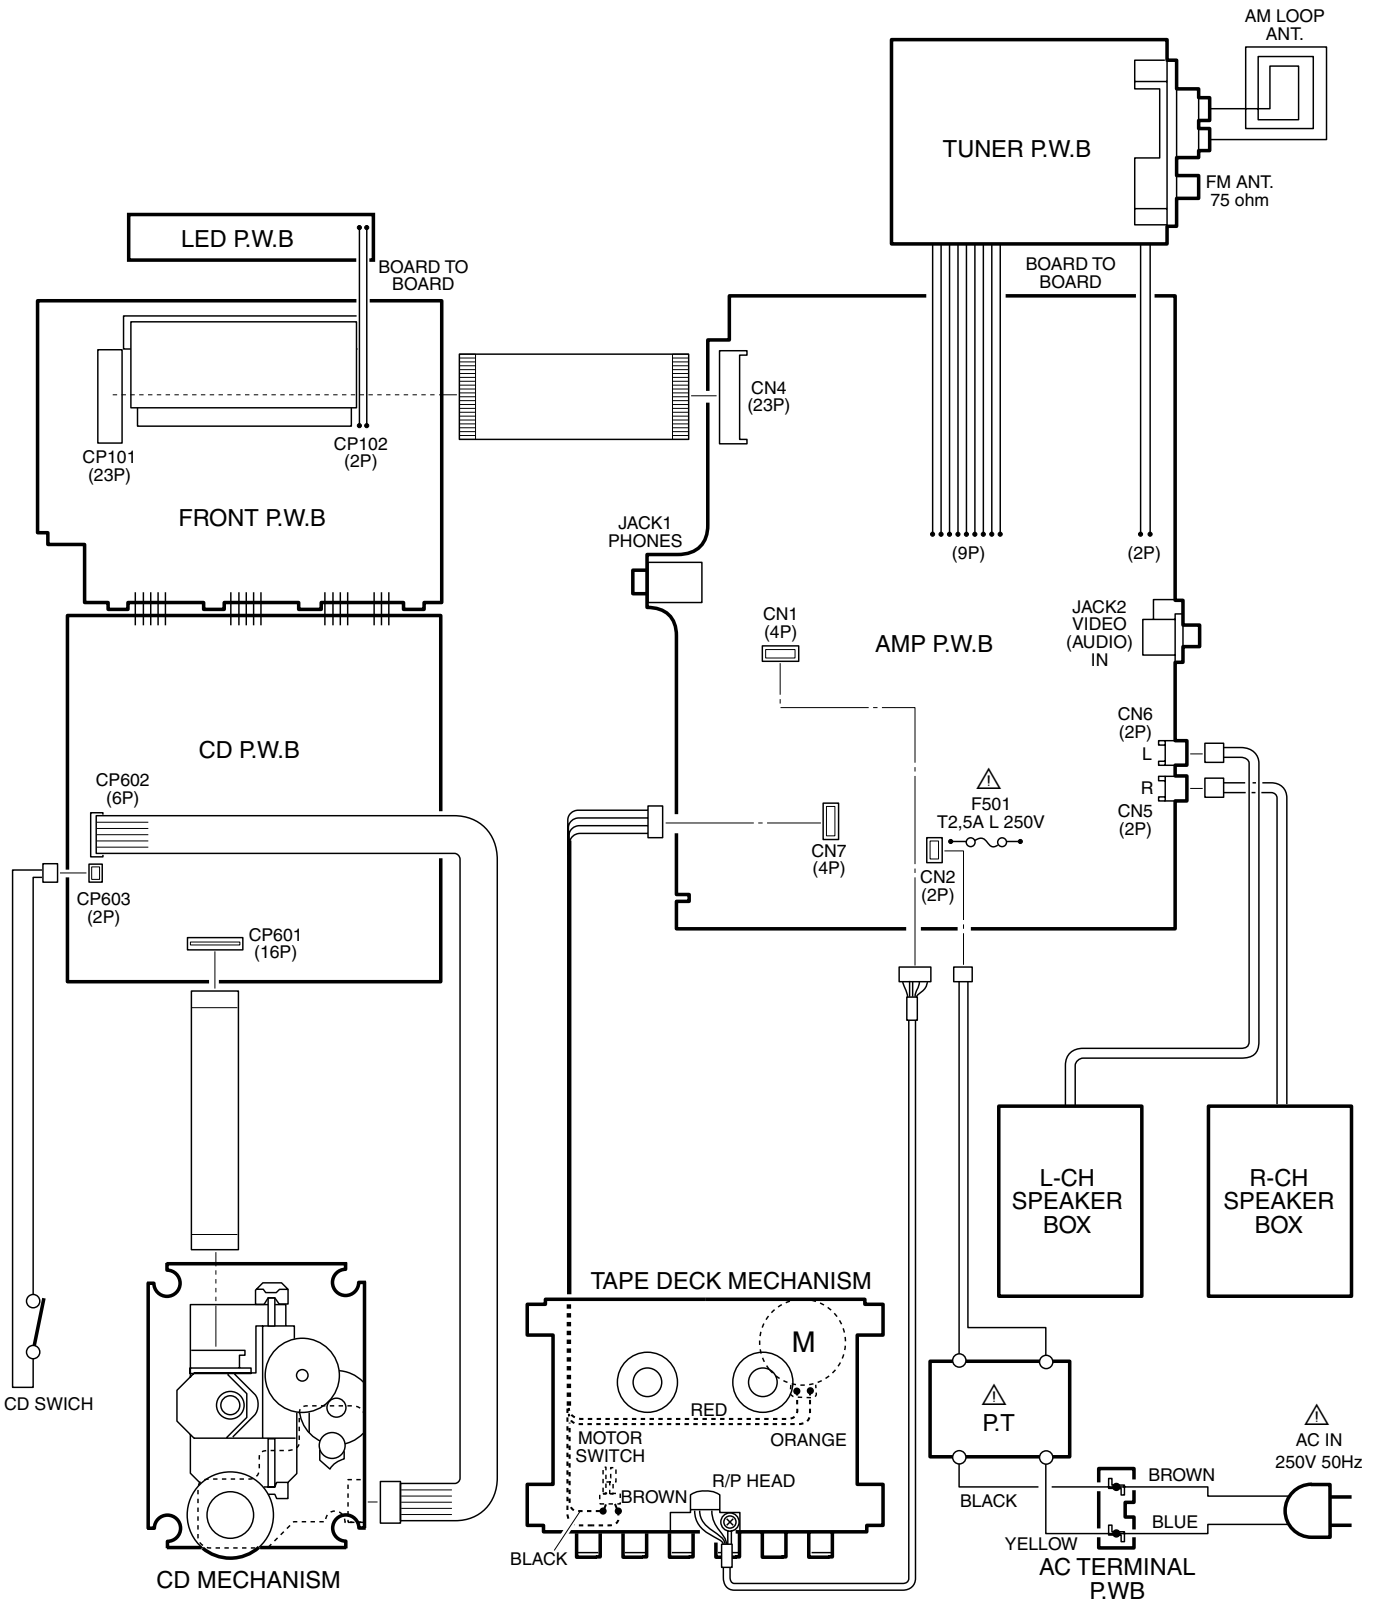 AM LOOP
ANT.
TUNER P.W.B
FM ANT.
75 ohm
LED P.W.B
BOARD TO
BOARD
BOARD TO
BOARD
CN4
(23P)
CP101
(23P)
CP102
(2P)
FRONT P.W.B
JACK1
PHONES
(9P)
(2P)
CN1
(4P)
AMP P.W.B
JACK2
VIDEO
(AUDIO)
IN
CD P.W.B
CN6
(2P)
L
R
CN5
(2P)
CP602
(6P)
F501
T2,5A L 250V
CN7
(4P)
CN2
(2P)
CP603
(2P)
CP601
(16P)
L-CH
SPEAKER
BOX
R-CH
SPEAKER
BOX
TAPE DECK MECHANISM
M
RED
ORANGE
MOTOR
SWITCH
BROWN
R/P HEAD
BLACK
CD SWICH
CD MECHANISM
P.T
AC IN
250V 50Hz
BROWN
BLACK
BLUE
YELLOW
AC TERMINAL
P.WB